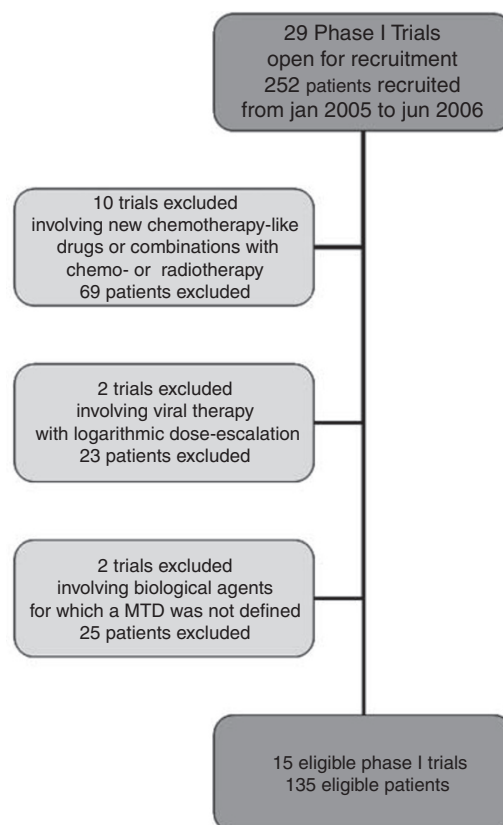 29 Phase I Trials
open for recruitment
252 patients recruited
from jan 2005 to jun 2006
10 trials excluded
involving new chemotherapy-like
drugs or combinations with
chemo- or radiotherapy
69 patients excluded
2 trials excluded
involving viral therapy
with logarithmic dose-escalation
23 patients excluded
2 trials excluded
involving biological agents
for which a MTD was not defined
25 patients excluded
15 eligible phase I trials
135 eligible patients